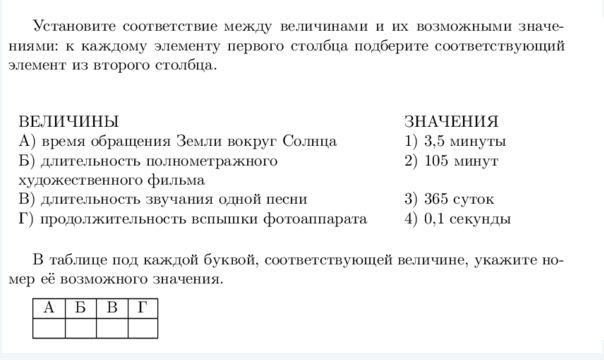 Установите соответствие между величинами и их возможными значе-
ниями: к каждому элементу первого столбца подберите соответствующий
элемент из второго столбца.
ВЕЛИЧИНЫ ЗНАЧЕНИЯ
А) время обращения Земли вокруг Солнца 1) 3,5 минуты
Б) длительность полнометражного 2) 105 минут
художественного фильма
В) длительность звучания одной песни 3) 365 суток
Г) продолжительность вспышки фотоаппарата 4) 0,1 секунды
В таблице под каждой буквой, соответствующей величине, укажите но-
мер её возможного значения.
А Б В Г